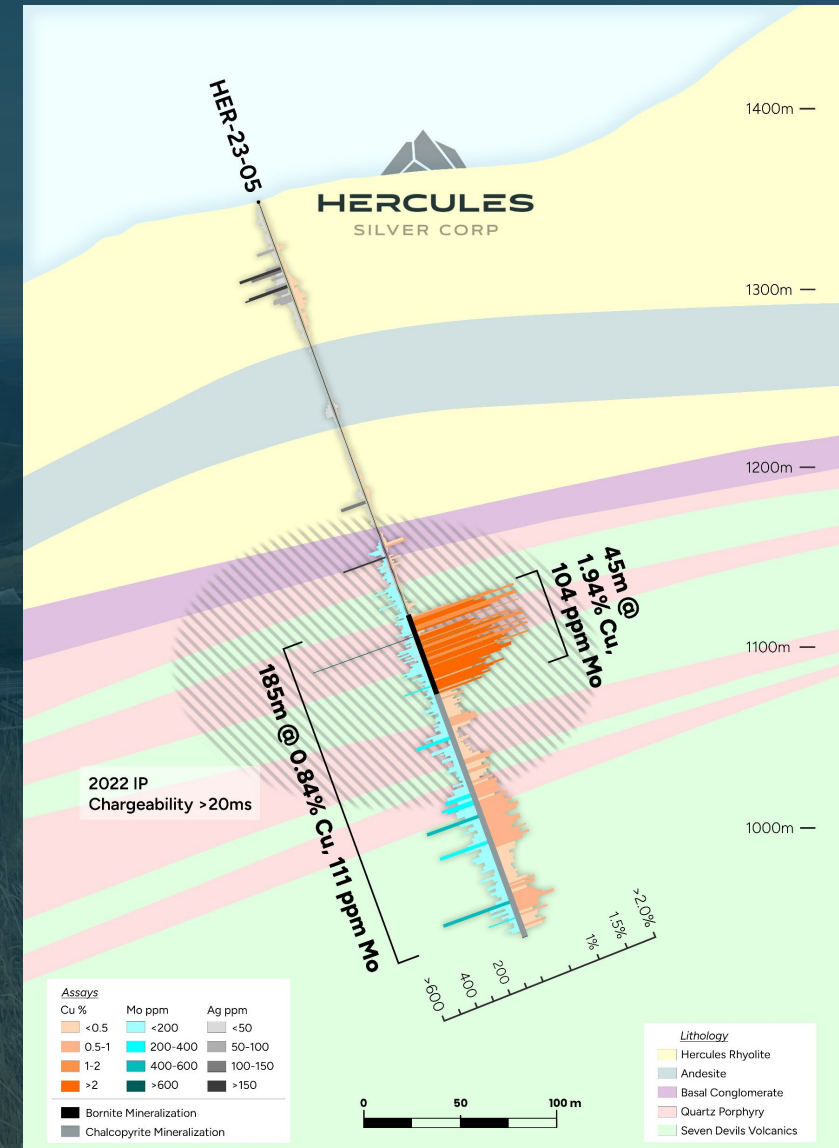 HER-23-05
HERCULES
SILVER CORP
1400m
1300m
1200m
1100m
1000m
45m @
1.94% Cu,
104 ppm Mo
185m @ 0.84% Cu, 111 ppm Mo
2022 IP
Chargeability >20ms
>600
400
200
1%
1.5%
>2.0%
Assays
Cu % Mo ppm Ag ppm
<0.5 <200 <50
0.5-1 200-400 50-100
1-2 400-600 100-150
>2 >600 >150
Bornite Mineralization
Chalcopyrite Mineralization
0 50 100 m
Lithology
Hercules Rhyolite
Andesite
Basal Conglomerate
Quartz Porphyry
Seven Devils Volcanics